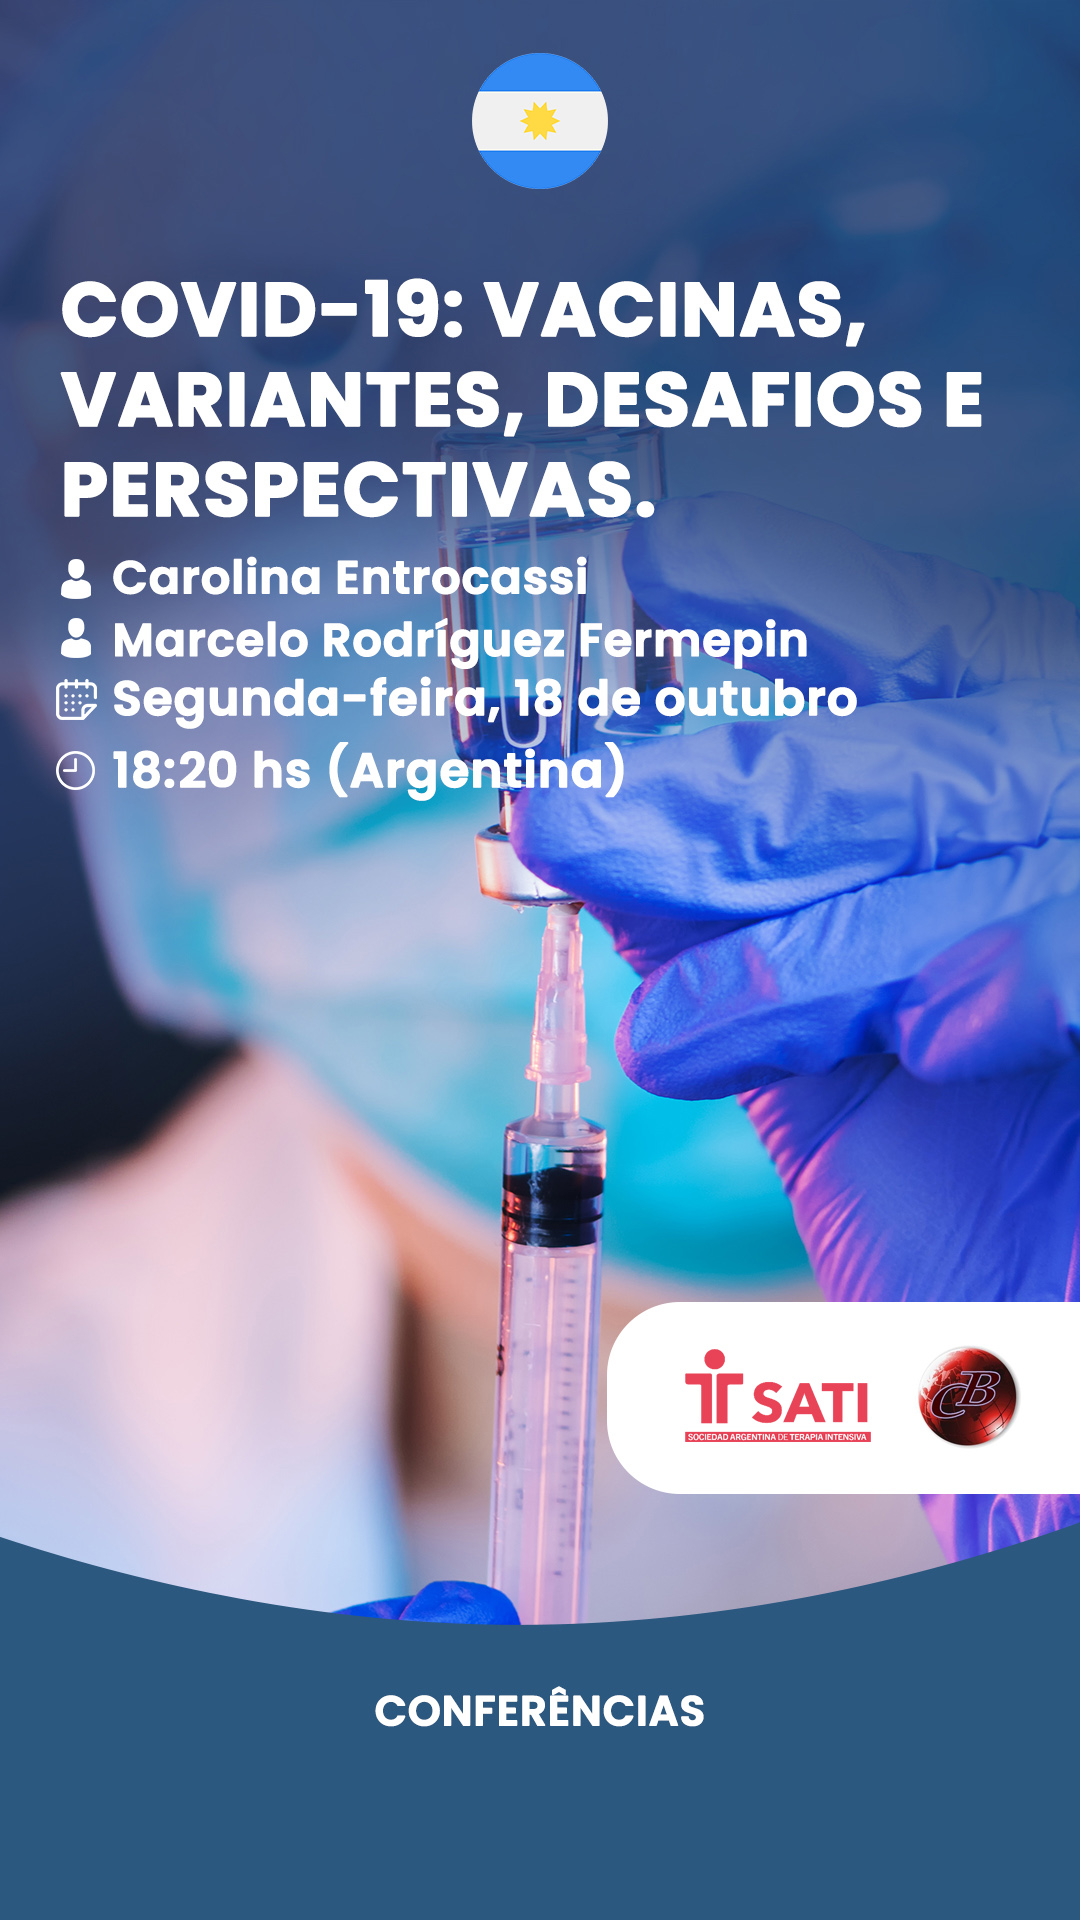 COVID-19: VACINAS,
VARIANTES, DESAFIOS E
PERSPECTIVAS.
Carolina Entrocassi
Marcelo Rodríguez Fermepin
Segunda-feira, 18 de outubro
18:20 hs (Argentina)
SATI
SOCIEDAD ARGENTINA DE TERAPIA INTENSIVA
CB
CONFERÊNCIAS